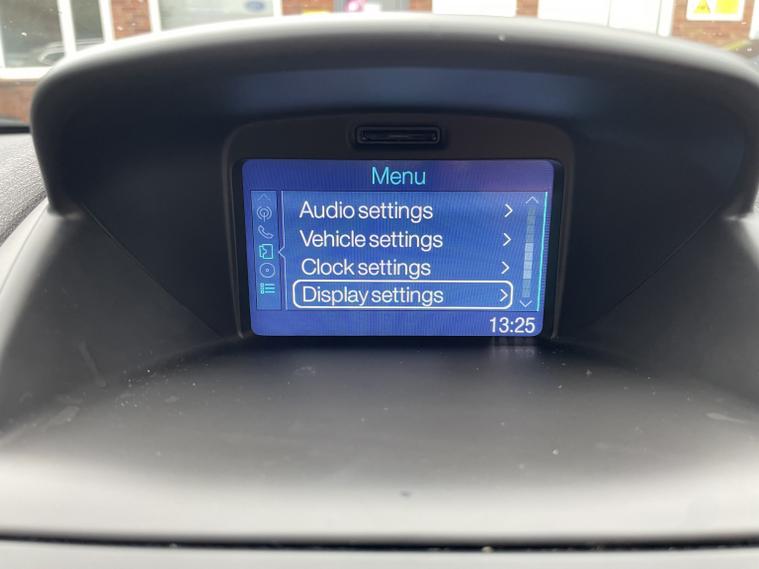 Menu
Audio settings
Vehicle settings
Clock settings
Display settings
13:25